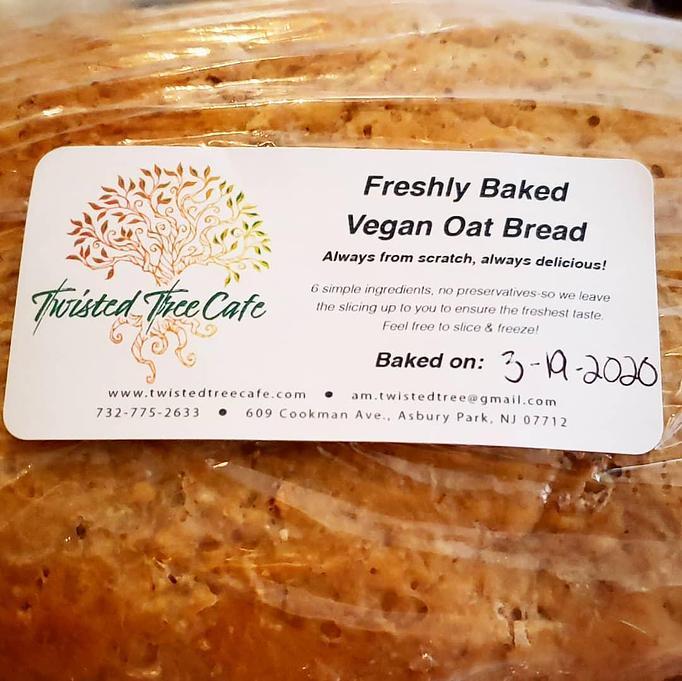 Freshly Baked
Vegan Oat Bread
Always from scratch, always delicious!
6 simple ingredients, no preservatives-so we leave
the slicing up to you to ensure the freshest taste.
Feel free to slice & freeze!
Twisted Tree Cafe
Baked on: 3-19-2020
www.twistedtreecafe.com • am.twistedtree@gmail.com
732-775-2633 • 609 Cookman Ave., Asbury Park, NJ 07712